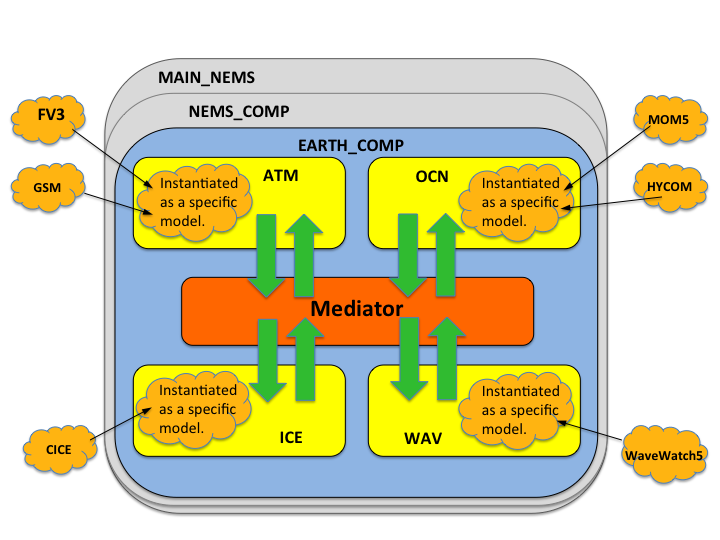 MAIN_NEMS
NEMS_COMP
EARTH_COMP
FV3
GSM
ATM
Instantiated
as a specific
model.
OCN
Instantiated
as a specific
model.
MOM5
HYCOM
Mediator
Instantiated
as a specific
model.
ICE
CICE
Instantiated
as a specific
model.
WAV
WaveWatch5